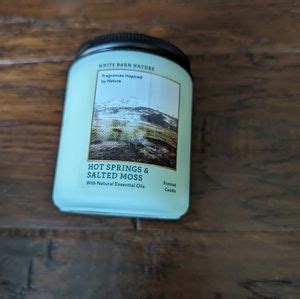 WHITE BARN NATURE
Fragrances Inspired
by Nature
HOT SPRINGS &
SALTED MOSS
With Natural Essential Oils
Scented
Candle